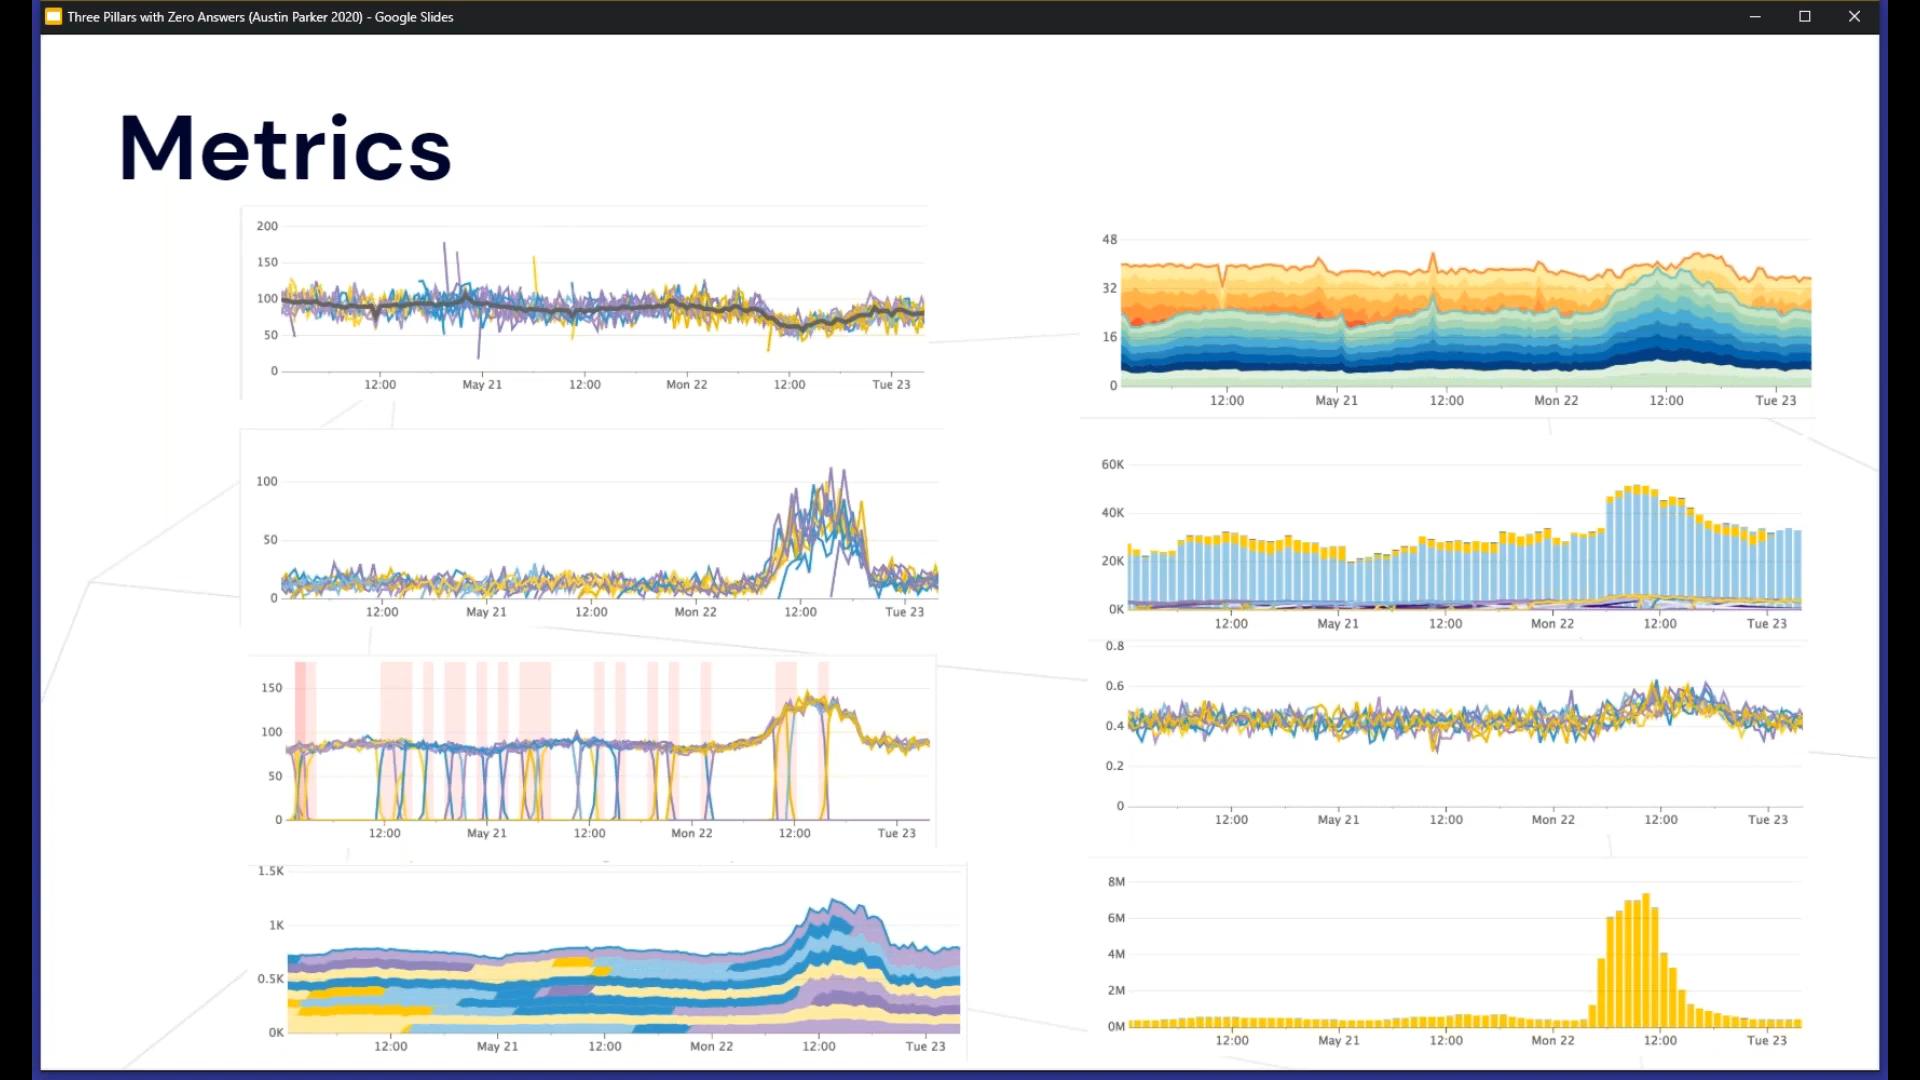 Three Pillars with Zero Answers (Austin Parker 2020) - Google Slides
Metrics
200
150
100
50
0
12:00 May 21 12:00 Mon 22 12:00 Tue 23
48
32
16
0
12:00 May 21 12:00 Mon 22 12:00 Tue 23
100
50
0
12:00 May 21 12:00 Mon 22 12:00 Tue 23
60K
40K
20K
0K
12:00 May 21 12:00 Mon 22 12:00 Tue 23
150
100
50
0
12:00 May 21 12:00 Mon 22 12:00 Tue 23
0.8
0.6
0.4
0.2
0
12:00 May 21 12:00 Mon 22 12:00 Tue 23
1.5K
1K
0.5K
0K
12:00 May 21 12:00 Mon 22 12:00 Tue 23
8M
6M
4M
2M
0M
12:00 May 21 12:00 Mon 22 12:00 Tue 23